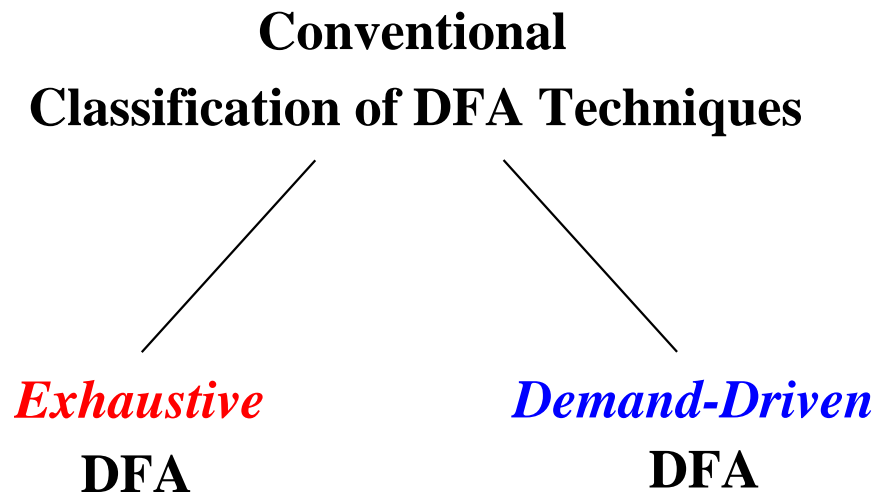 Conventional
Classification of DFA Techniques
Exhaustive
DFA
Demand-Driven
DFA